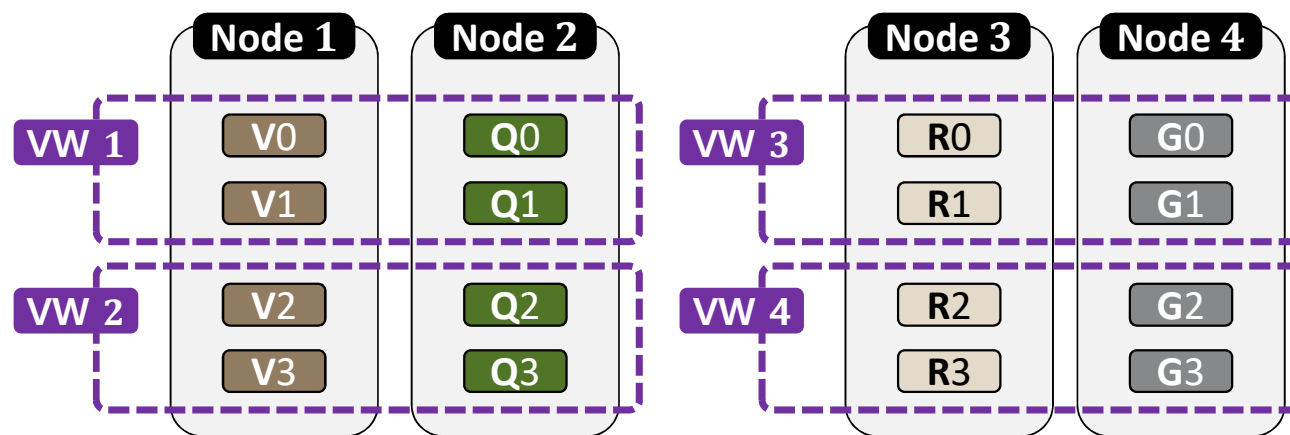 Node 1 Node 2 Node 3 Node 4
VW 1 V0 Q0 VW 3 R0 G0
V1 Q1 R1 G1
VW 2 V2 Q2 VW 4 R2 G2
V3 Q3 R3 G3